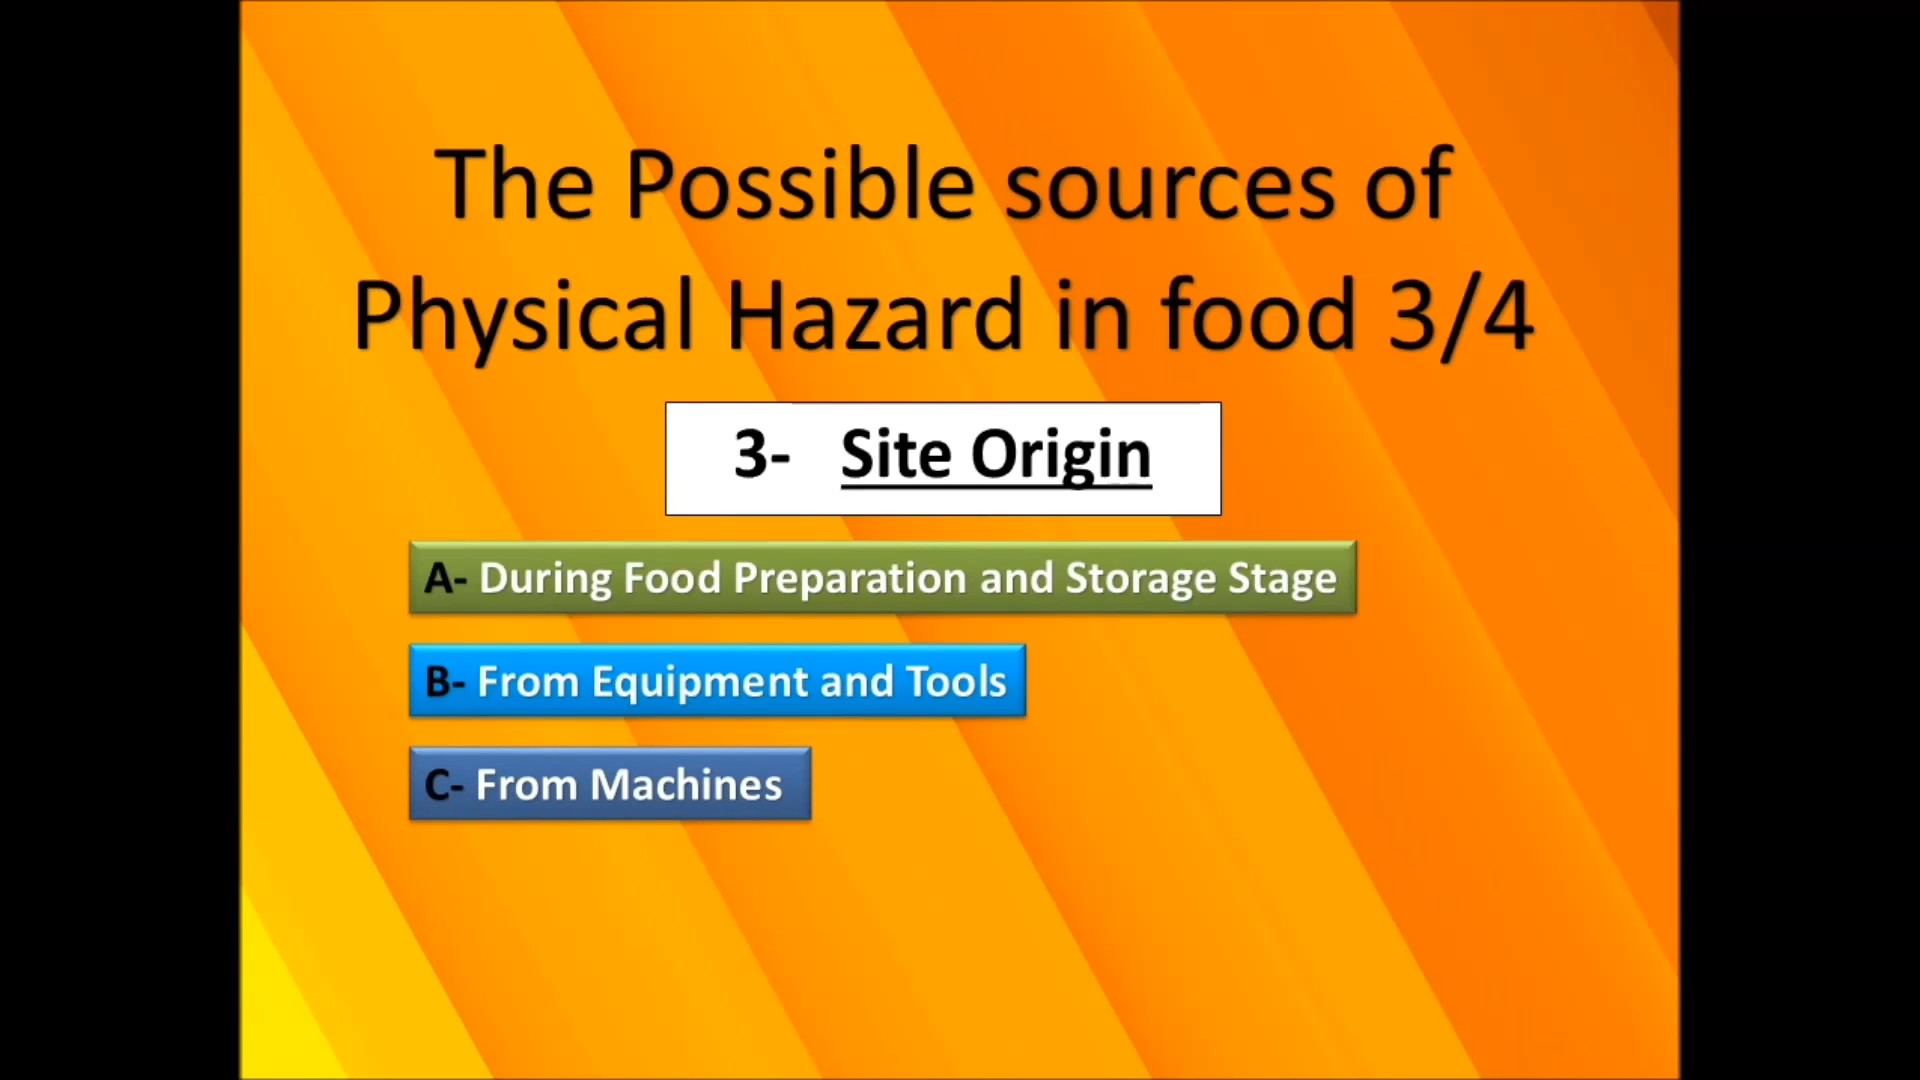 The Possible sources of
Physical Hazard in food 3/4
3- Site Origin
A- During Food Preparation and Storage Stage
B- From Equipment and Tools
C- From Machines